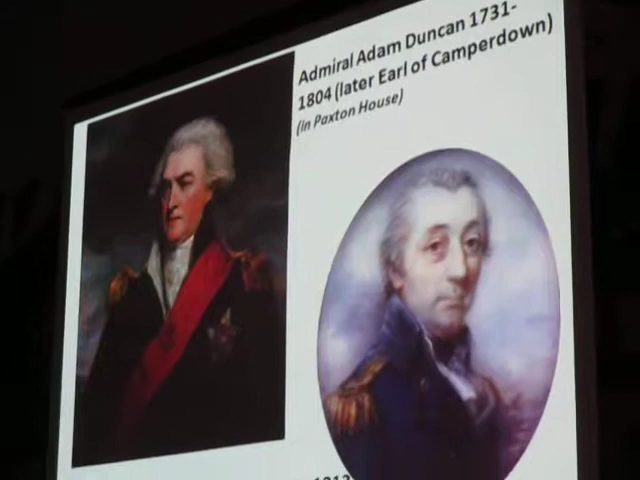 Admiral Adam Duncan 1731-
1804 (later Earl of Camperdown)
(in Paxton House)